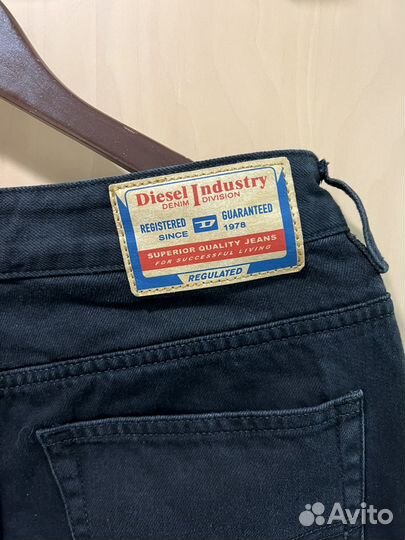 Diesel Industry
DENIM DIVISION
REGISTERED GUARANTEED
SINCE D 1978
SUPERIOR QUALITY JEANS
FOR SUCCESSFUL LIVING
REGULATED
Avito